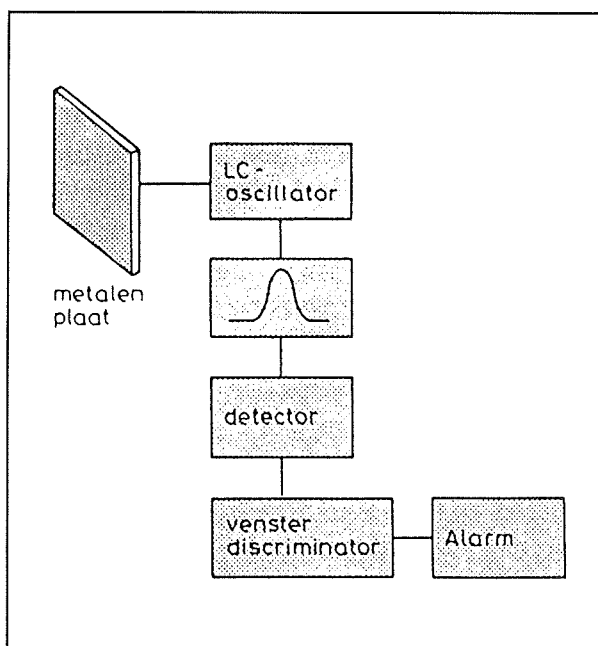 LC-
oscillator
metalen
plaat
detector
venster
discriminator
Alarm